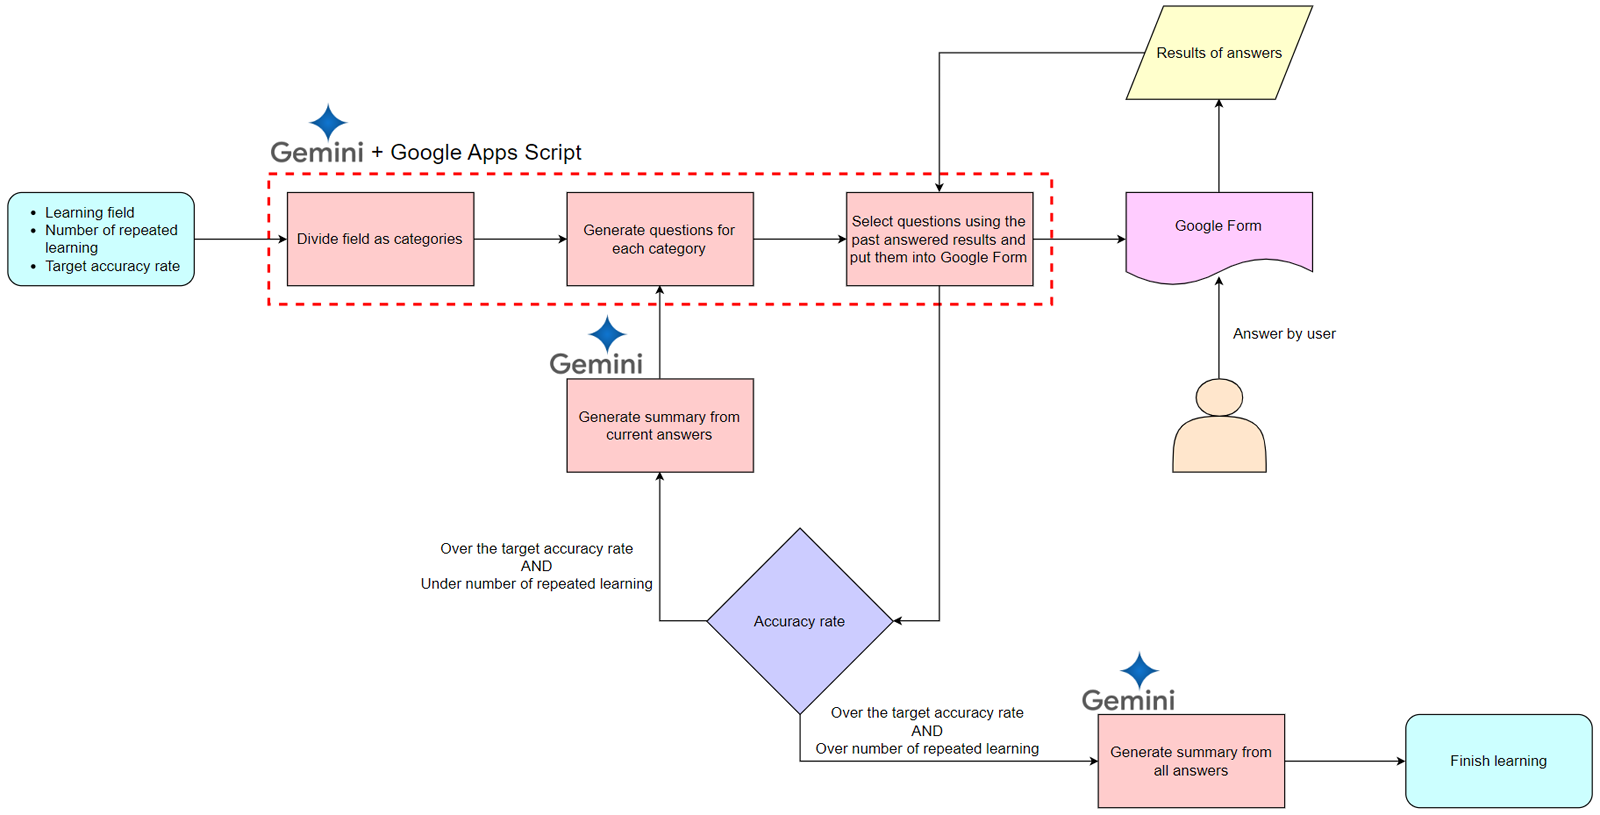 Results of answers
Gemini + Google Apps Script
• Learning field
• Number of repeated
learning
• Target accuracy rate
Divide field as categories
Generate questions for
each category
Select questions using the
past answered results and
put them into Google Form
Google Form
Answer by user
Gemini
Generate summary from
current answers
Over the target accuracy rate
AND
Under number of repeated learning
Accuracy rate
Over the target accuracy rate
AND
Over number of repeated learning
Gemini
Generate summary from
all answers
Finish learning